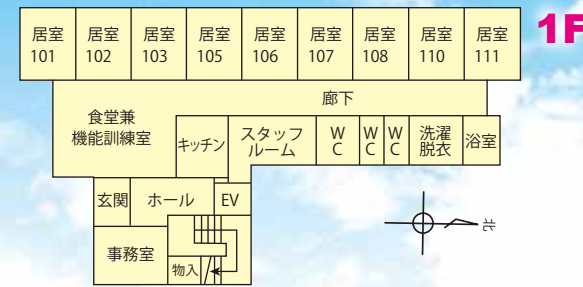 1F
居室
101
居室
102
居室
103
居室
105
居室
106
居室
107
居室
108
居室
110
居室
111
廊下
食堂兼
機能訓練室
キッチン
スタッフ
ルーム
WC
WC
WC
洗濯
脱衣
浴室
玄関
ホール
EV
事務室
物入
北